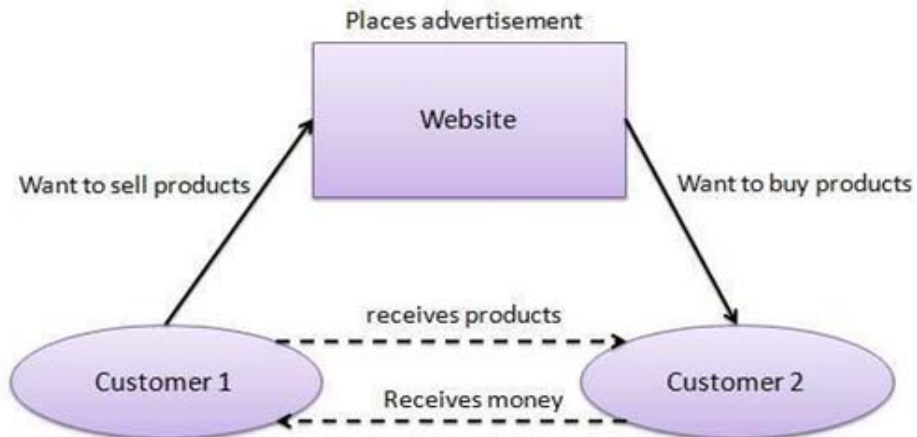 Places advertisement
Website
Want to sell products
Want to buy products
receives products
Customer 1
Customer 2
Receives money